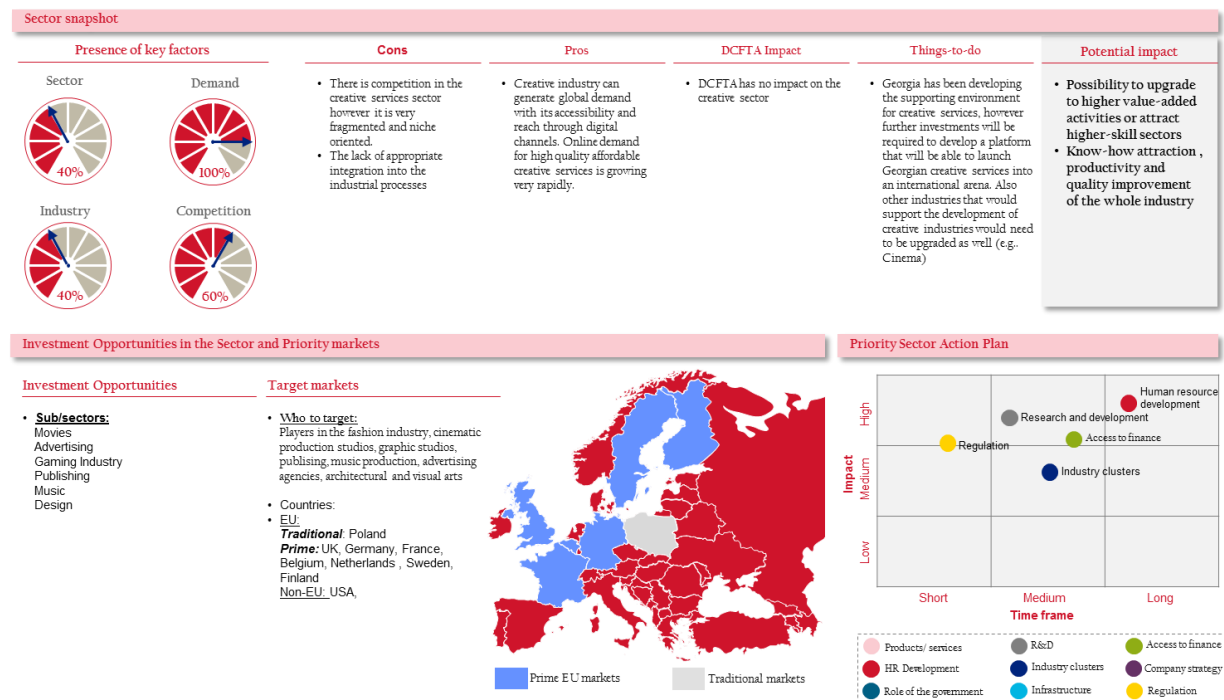 Sector snapshot
Presence of key factors
Sector
Demand
40%
100%
Industry
Competition
40%
60%
Cons
• There is competition in the
creative services sector
however it is very
fragmented and niche
oriented.
• The lack of appropriate
integration into the
industrial processes
Pros
• Creative industry can
generate global demand
with its accessibility and
reach through digital
channels. Online demand
for high quality affordable
creative services is growing
very rapidly.
DCFTA Impact
• DCFTA has no impact on the
creative sector
Things-to-do
• Georgia has been developing
the supporting environment
for creative services, however
further investments will be
required to develop a platform
that will be able to launch
Georgian creative services into
an international arena. Also
other industries that would
support the development of
creative industries would need
to be upgraded as well (e.g..
Cinema)
Potential impact
• Possibility to upgrade
to higher value-added
activities or attract
higher-skill sectors
• Know-how attraction ,
productivity and
quality improvement
of the whole industry
Investment Opportunities in the Sector and Priority markets
Investment Opportunities
• Sub/sectors:
Movies
Advertising
Gaming Industry
Publishing
Music
Design
Target markets
• Who to target:
Players in the fashion industry, cinematic
production studios, graphic studios,
publising, music production, advertising
agencies, architectural and visual arts
• Countries:
• EU:
Traditional: Poland
Prime: UK, Germany, France,
Belgium, Netherlands , Sweden,
Finland
Non-EU: USA,
Prime EU markets
Traditional markets
Priority Sector Action Plan
Impact
High
Medium
Low
Human resource
development
Research and development
Access to finance
Regulation
Industry clusters
Short
Medium
Long
Time frame
Products/ services
R&D
Access to finance
HR Development
Industry clusters
Company strategy
Role of the government
Infrastructure
Regulation